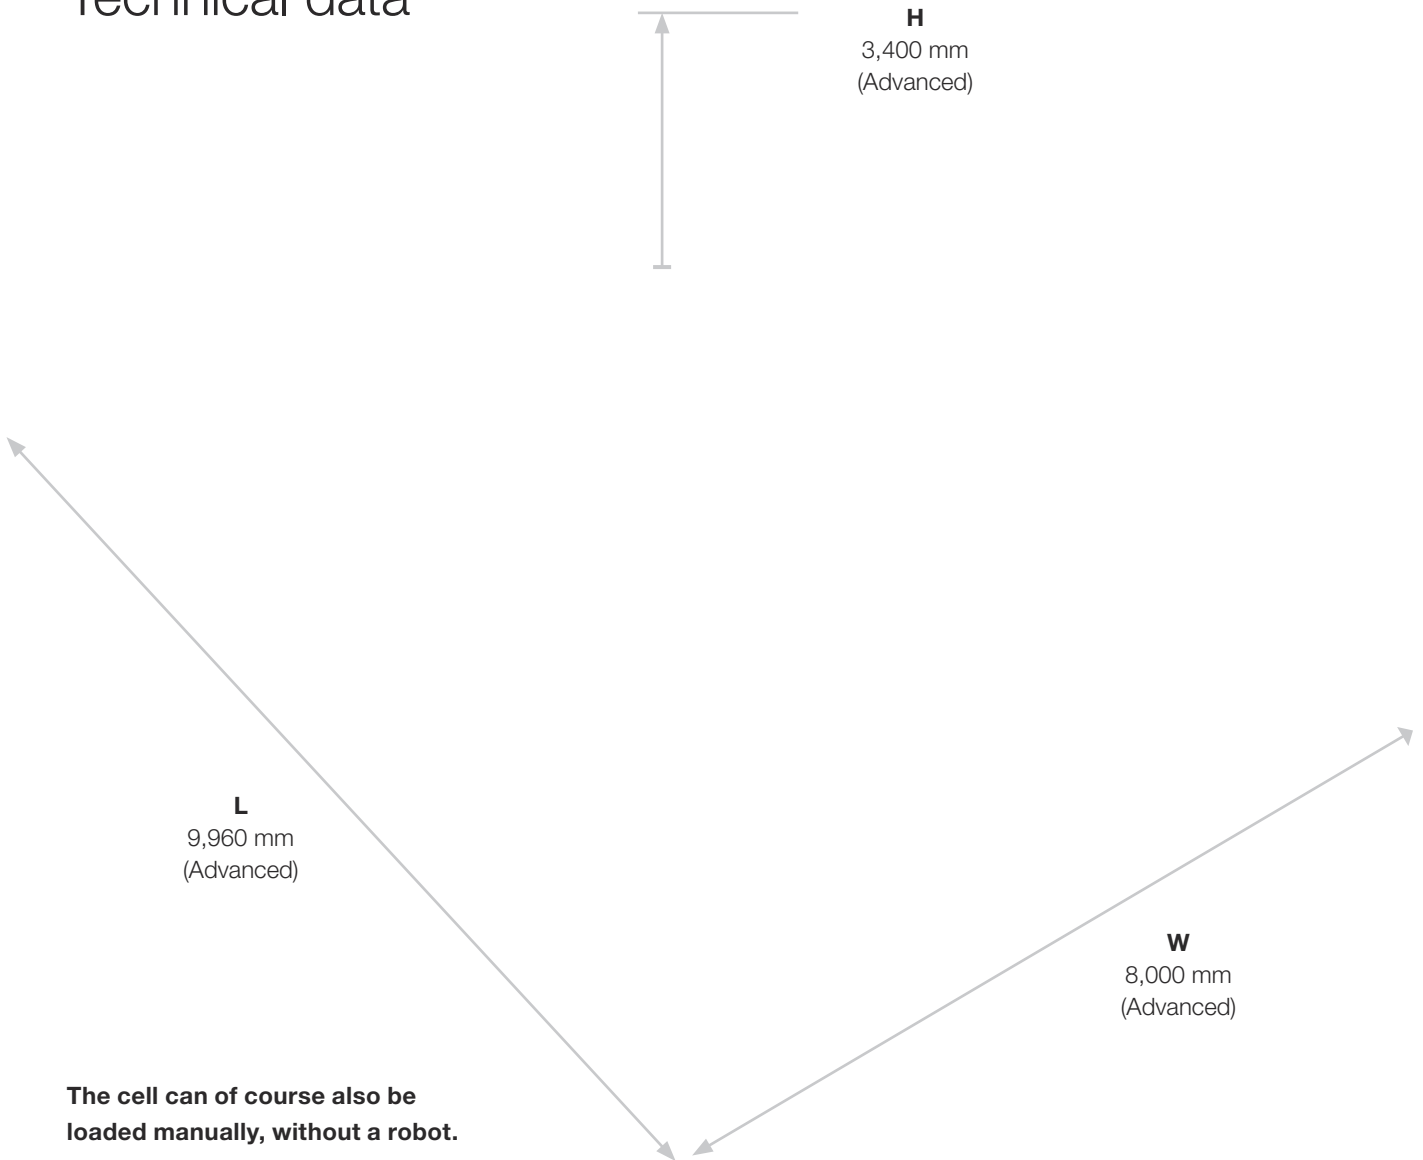 Technical data
H
3,400 mm
(Advanced)
L
9,960 mm
(Advanced)
W
8,000 mm
(Advanced)
The cell can of course also be
loaded manually, without a robot.